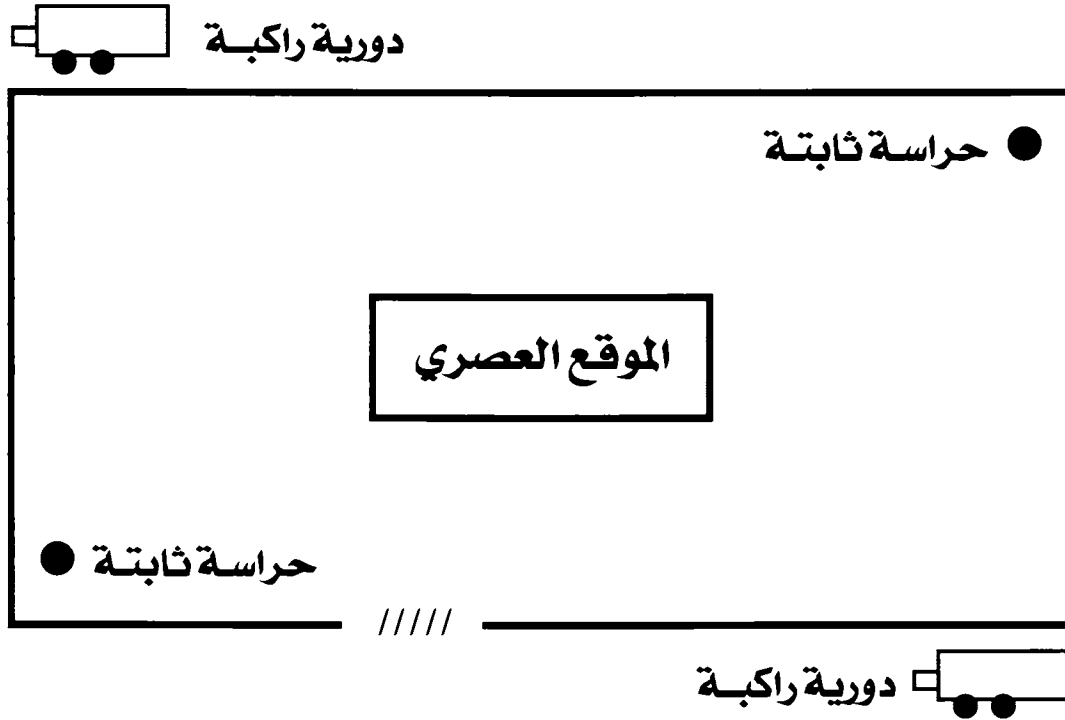 دورية راكبة
حراسة ثابتة
الموقع العصري
حراسة ثابتة
/////
دورية راكبة